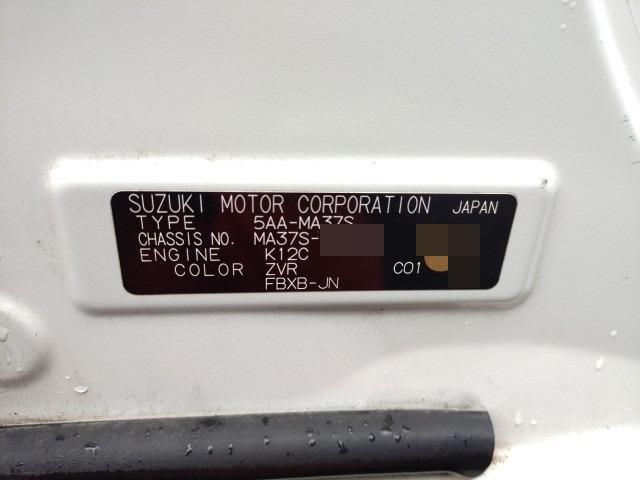 SUZUKI MOTOR CORPORATION JAPAN
TYPE 5AA-MA37S
CHASSIS NO. MA37S-
ENGINE K12C
COLOR ZVR C01
FBXB-JN